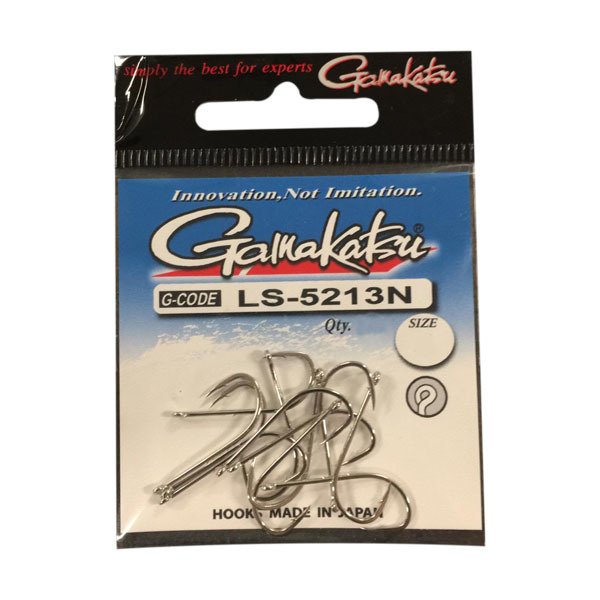 simply the best for experts Gamakatsu
Innovation, Not Imitation.
Gamakatsu®
G-CODE LS-5213N
Qty. SIZE
HOOKS MADE IN JAPAN